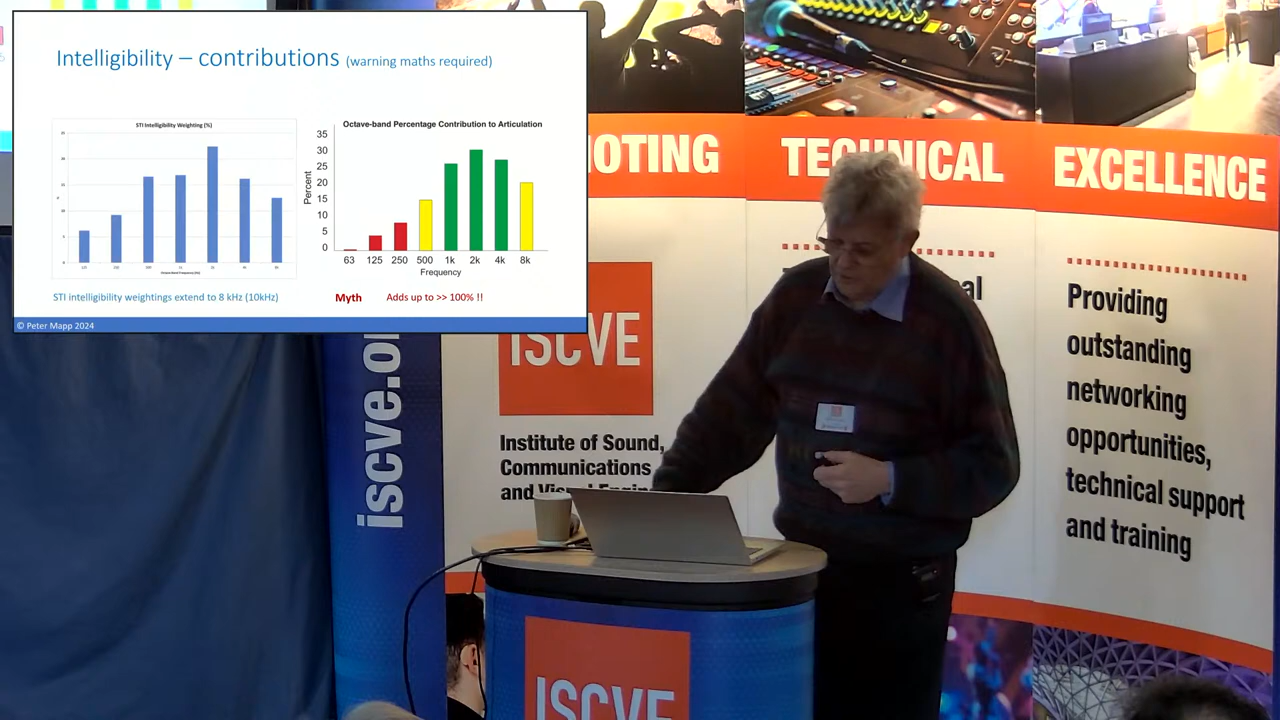 Intelligibility – contributions (warning maths required)
STI Intelligibility Weighting (%)
Octave-band Percentage Contribution to Articulation
35
30
25
20
15
10
5
0
Percent
63 125 250 500 1k 2k 4k 8k
Frequency
STI intelligibility weightings extend to 8 kHz (10kHz)
Myth Adds up to >> 100% !!
© Peter Mapp 2024
OTING
TECHNICAL
EXCELLENCE
Providing
outstanding
networking
opportunities,
technical support
and training
iscve.o
ISCVE
Institute of Sound,
Communications
and Visual Engine
ISCVE